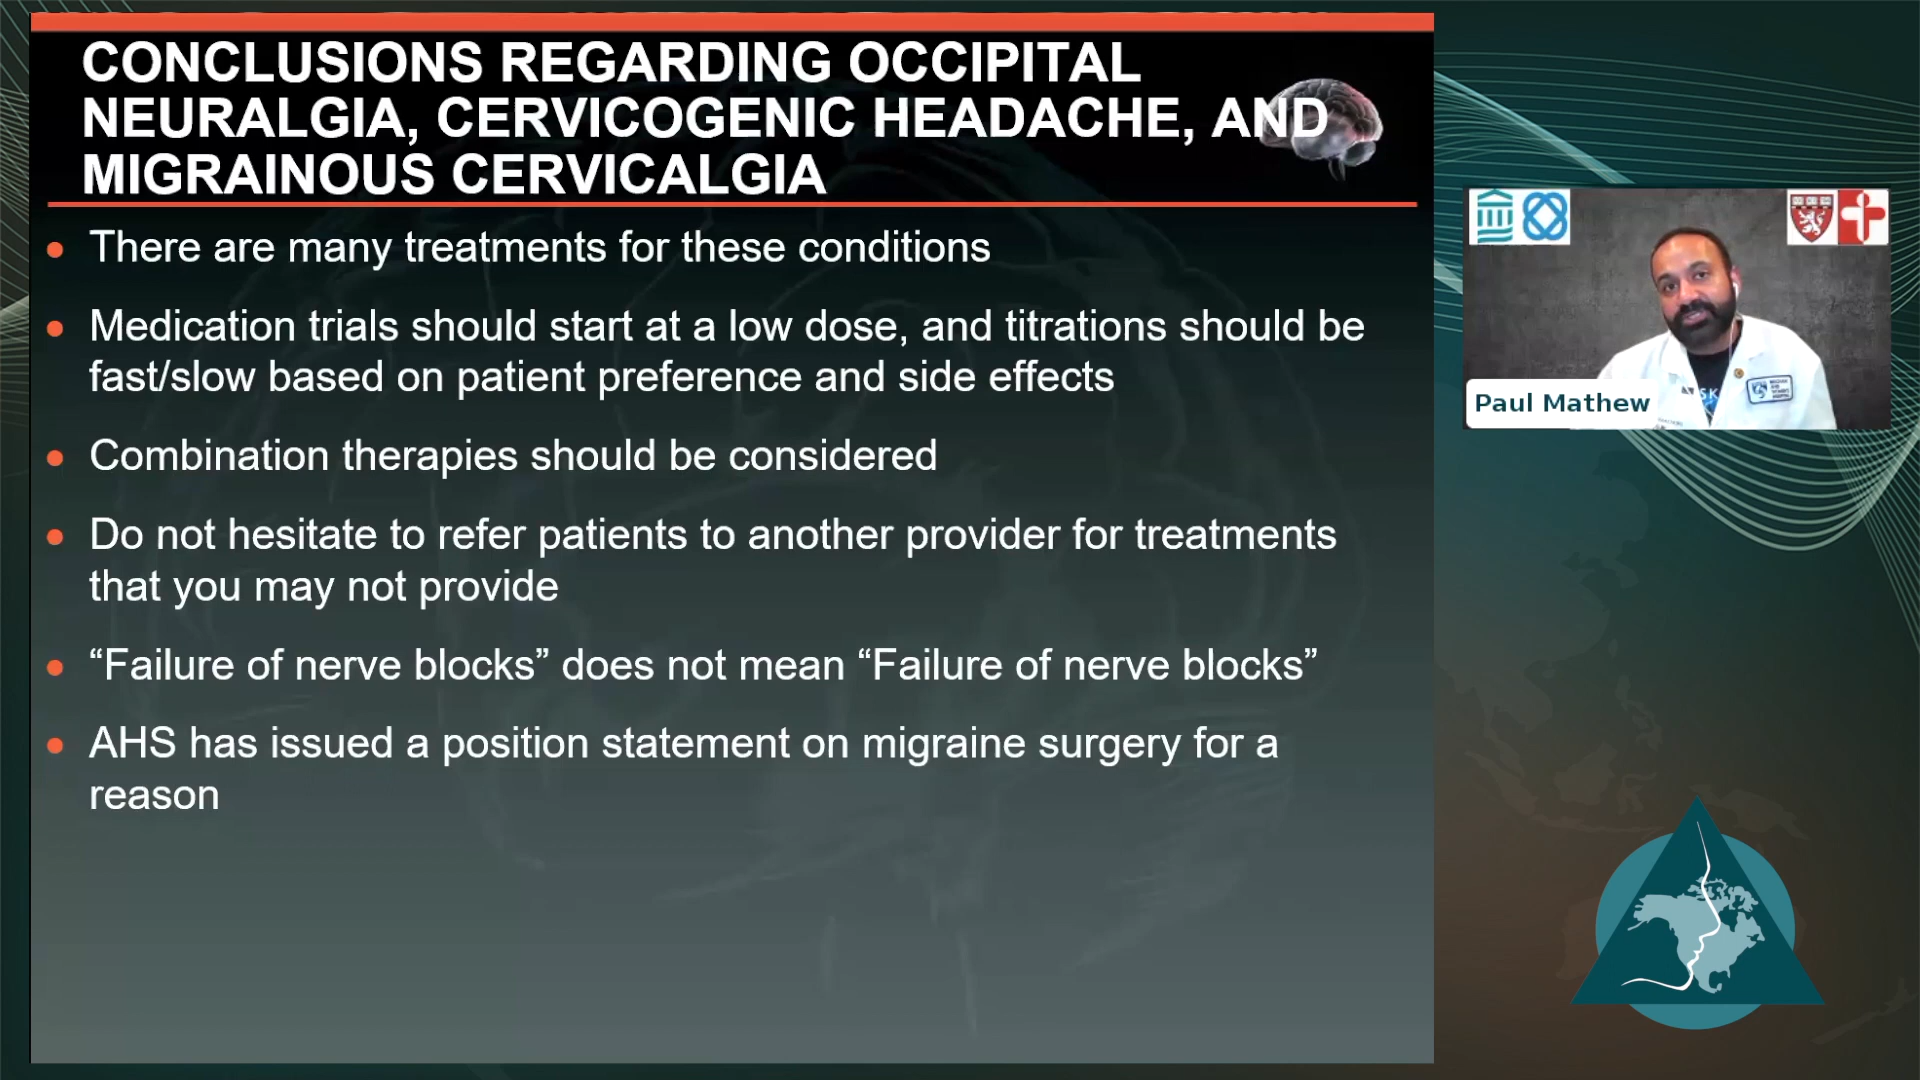 CONCLUSIONS REGARDING OCCIPITAL
NEURALGIA, CERVICOGENIC HEADACHE, AND
MIGRAINOUS CERVICALGIA
• There are many treatments for these conditions
• Medication trials should start at a low dose, and titrations should be
fast/slow based on patient preference and side effects
• Combination therapies should be considered
• Do not hesitate to refer patients to another provider for treatments
that you may not provide
• “Failure of nerve blocks” does not mean “Failure of nerve blocks”
• AHS has issued a position statement on migraine surgery for a
reason
Paul Mathew